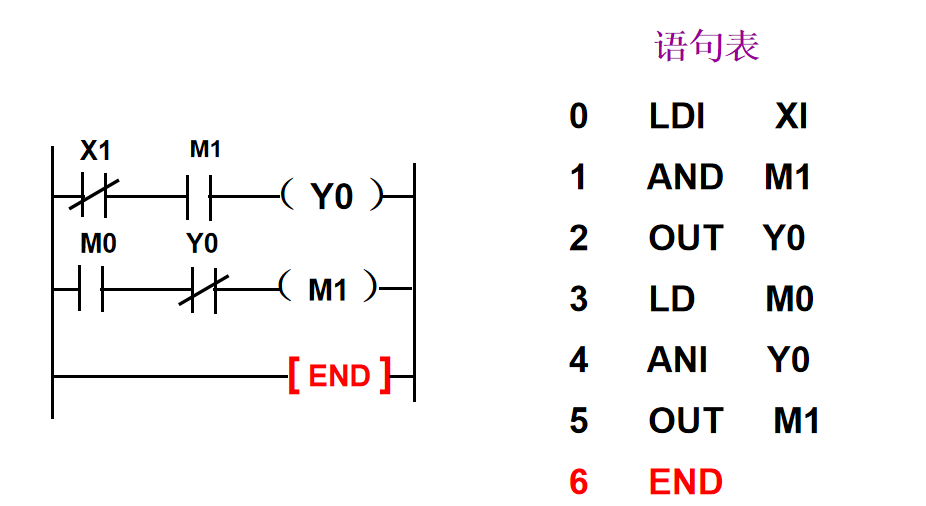 语句表
X1 M1
( Y0 )
M0 Y0
( M1 )
[ END ]
0 LDI XI
1 AND M1
2 OUT Y0
3 LD M0
4 ANI Y0
5 OUT M1
6 END